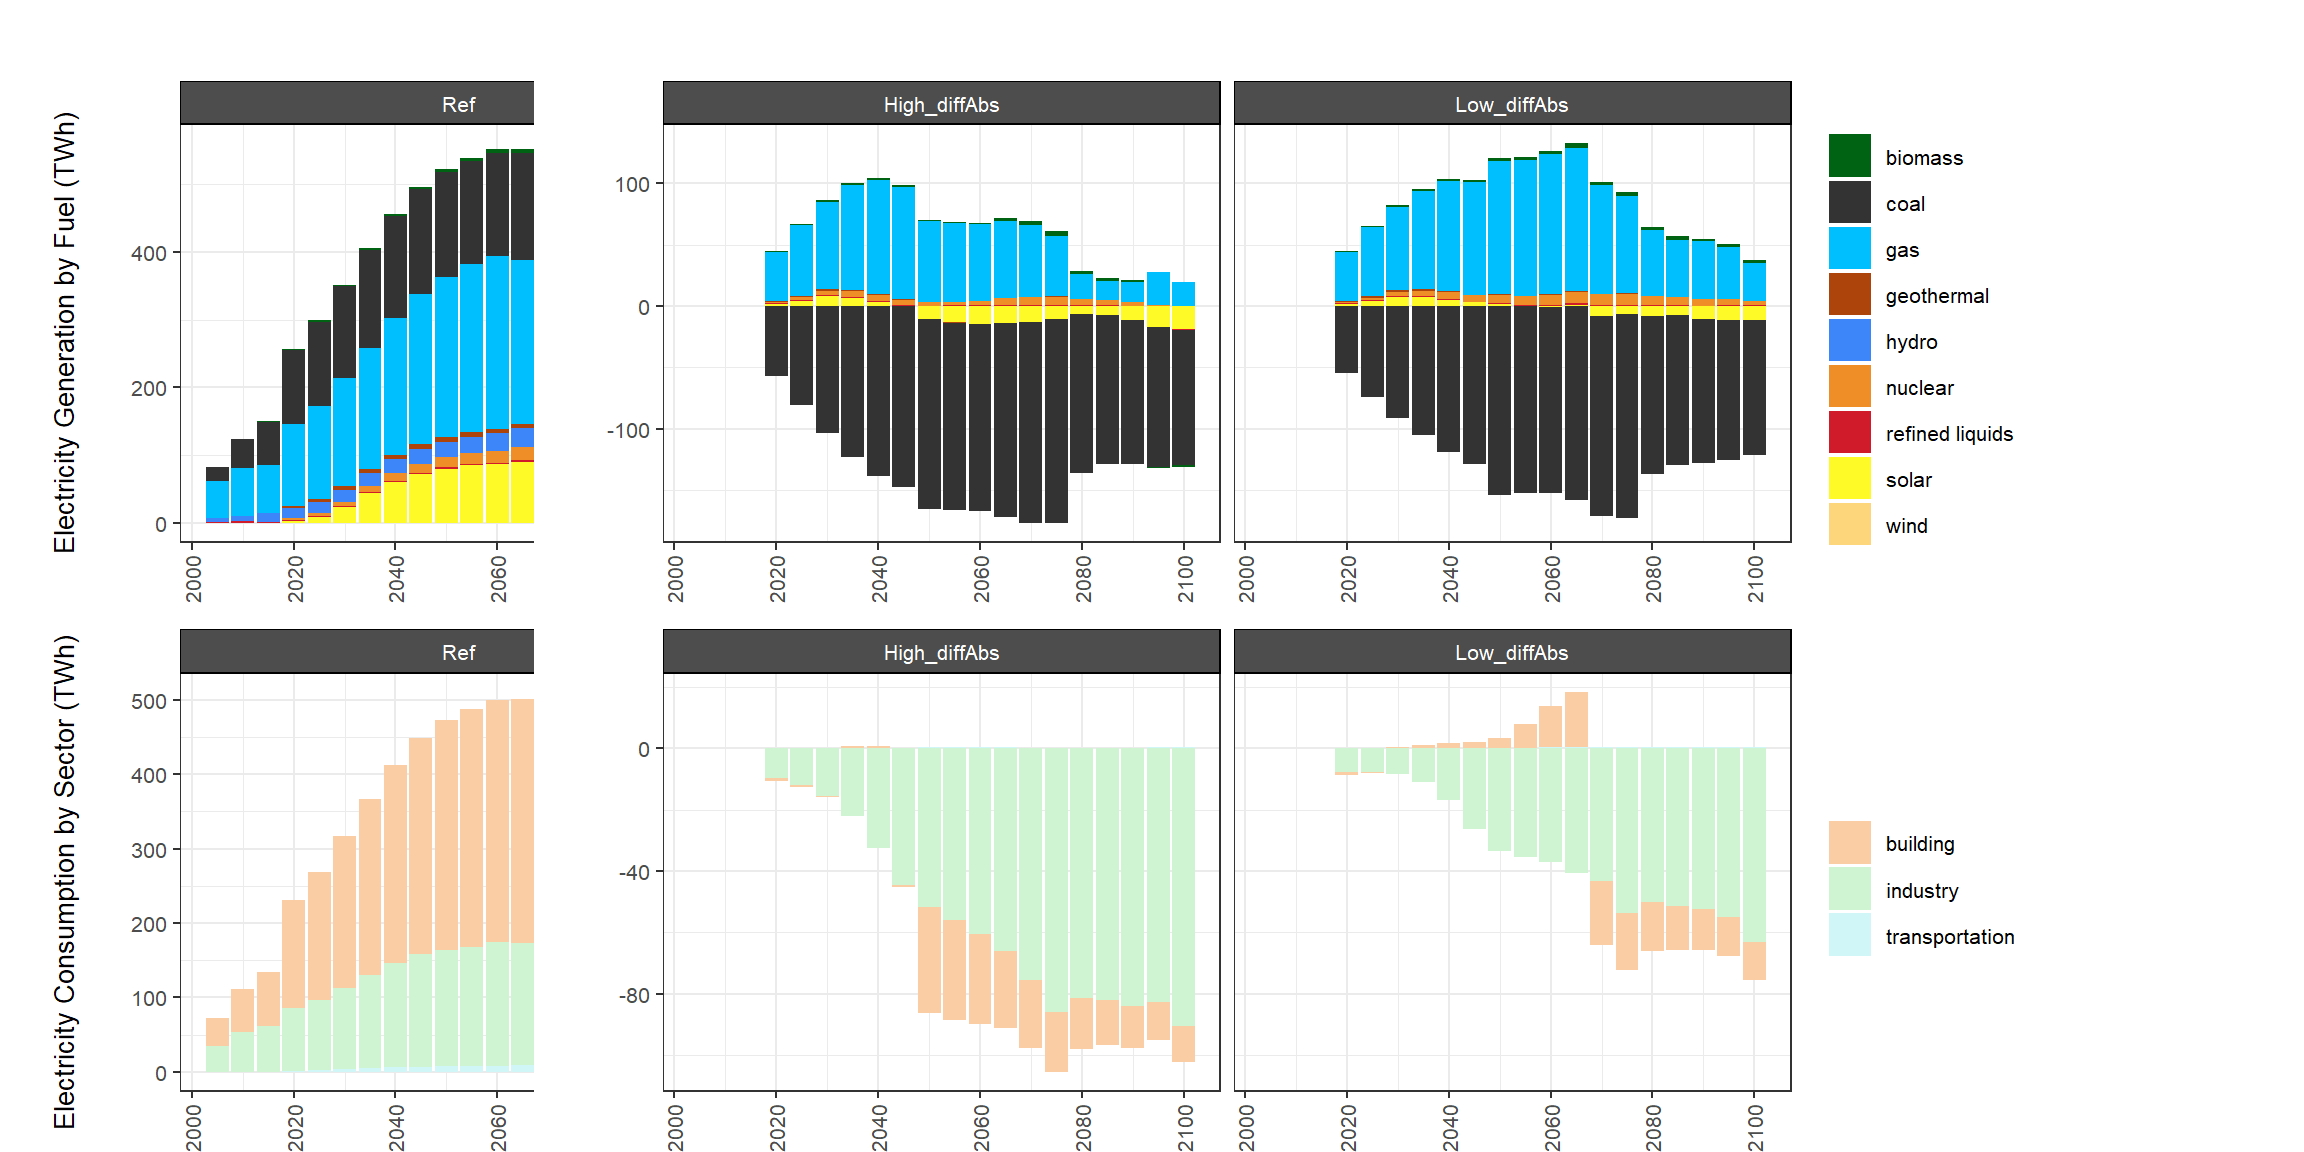 Ref
High_diffAbs
Low_diffAbs
Electricity Generation by Fuel (TWh)
400
200
0
100
0
-100
2000 2020 2040 2060
2000 2020 2040 2060 2080 2100
2000 2020 2040 2060 2080 2100
biomass
coal
gas
geothermal
hydro
nuclear
refined liquids
solar
wind
Ref
High_diffAbs
Low_diffAbs
Electricity Consumption by Sector (TWh)
500
400
300
200
100
0
0
-40
-80
2000 2020 2040 2060
2000 2020 2040 2060 2080 2100
2000 2020 2040 2060 2080 2100
building
industry
transportation